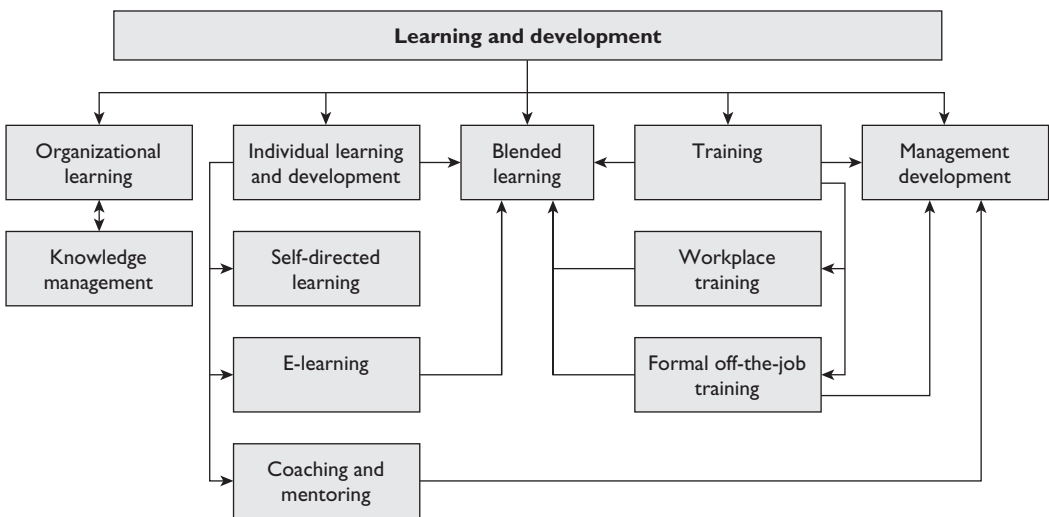 Learning and development
Organizational
learning
Individual learning
and development
Blended
learning
Training
Management
development
Knowledge
management
Self-directed
learning
Workplace
training
E-learning
Formal off-the-job
training
Coaching and
mentoring